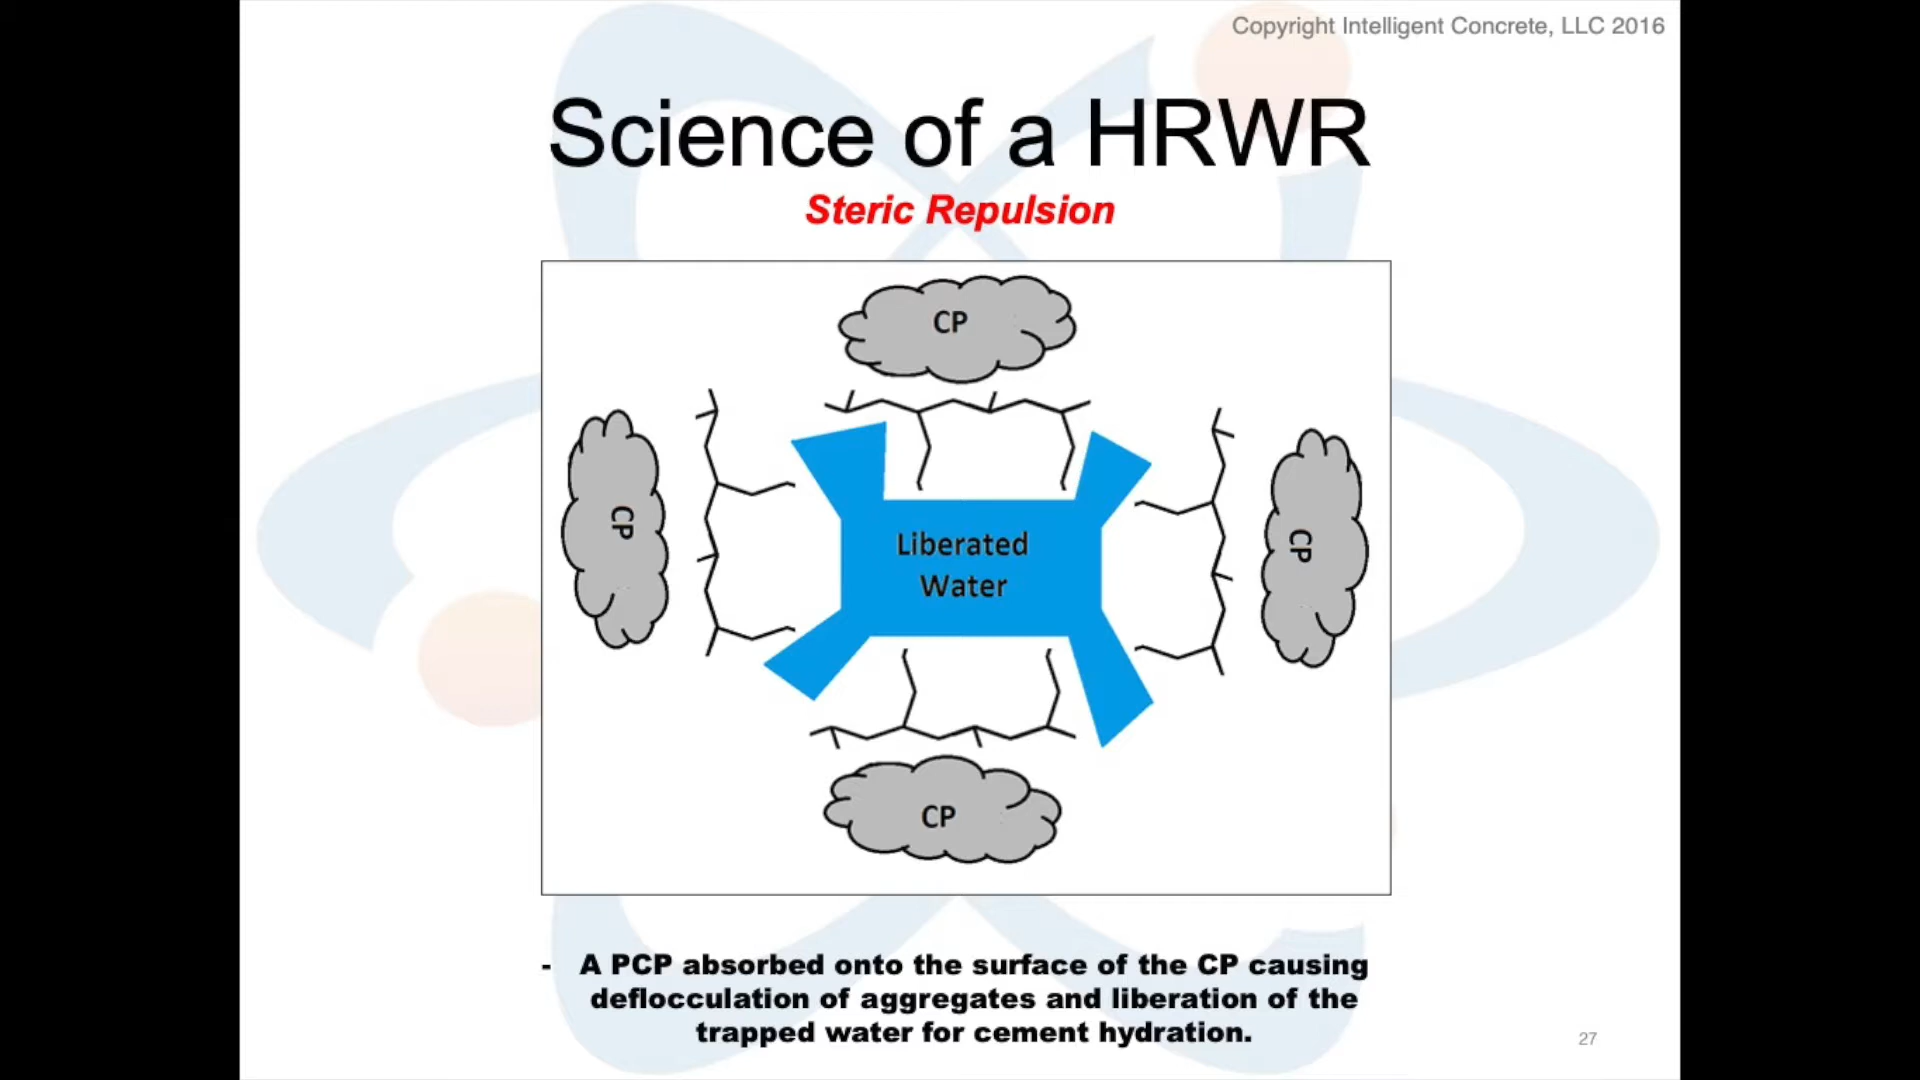 Copyright Intelligent Concrete, LLC 2016
Science of a HRWR
Steric Repulsion
CP
CP
CP
Liberated
Water
CP
- A PCP absorbed onto the surface of the CP causing
deflocculation of aggregates and liberation of the
trapped water for cement hydration.
27